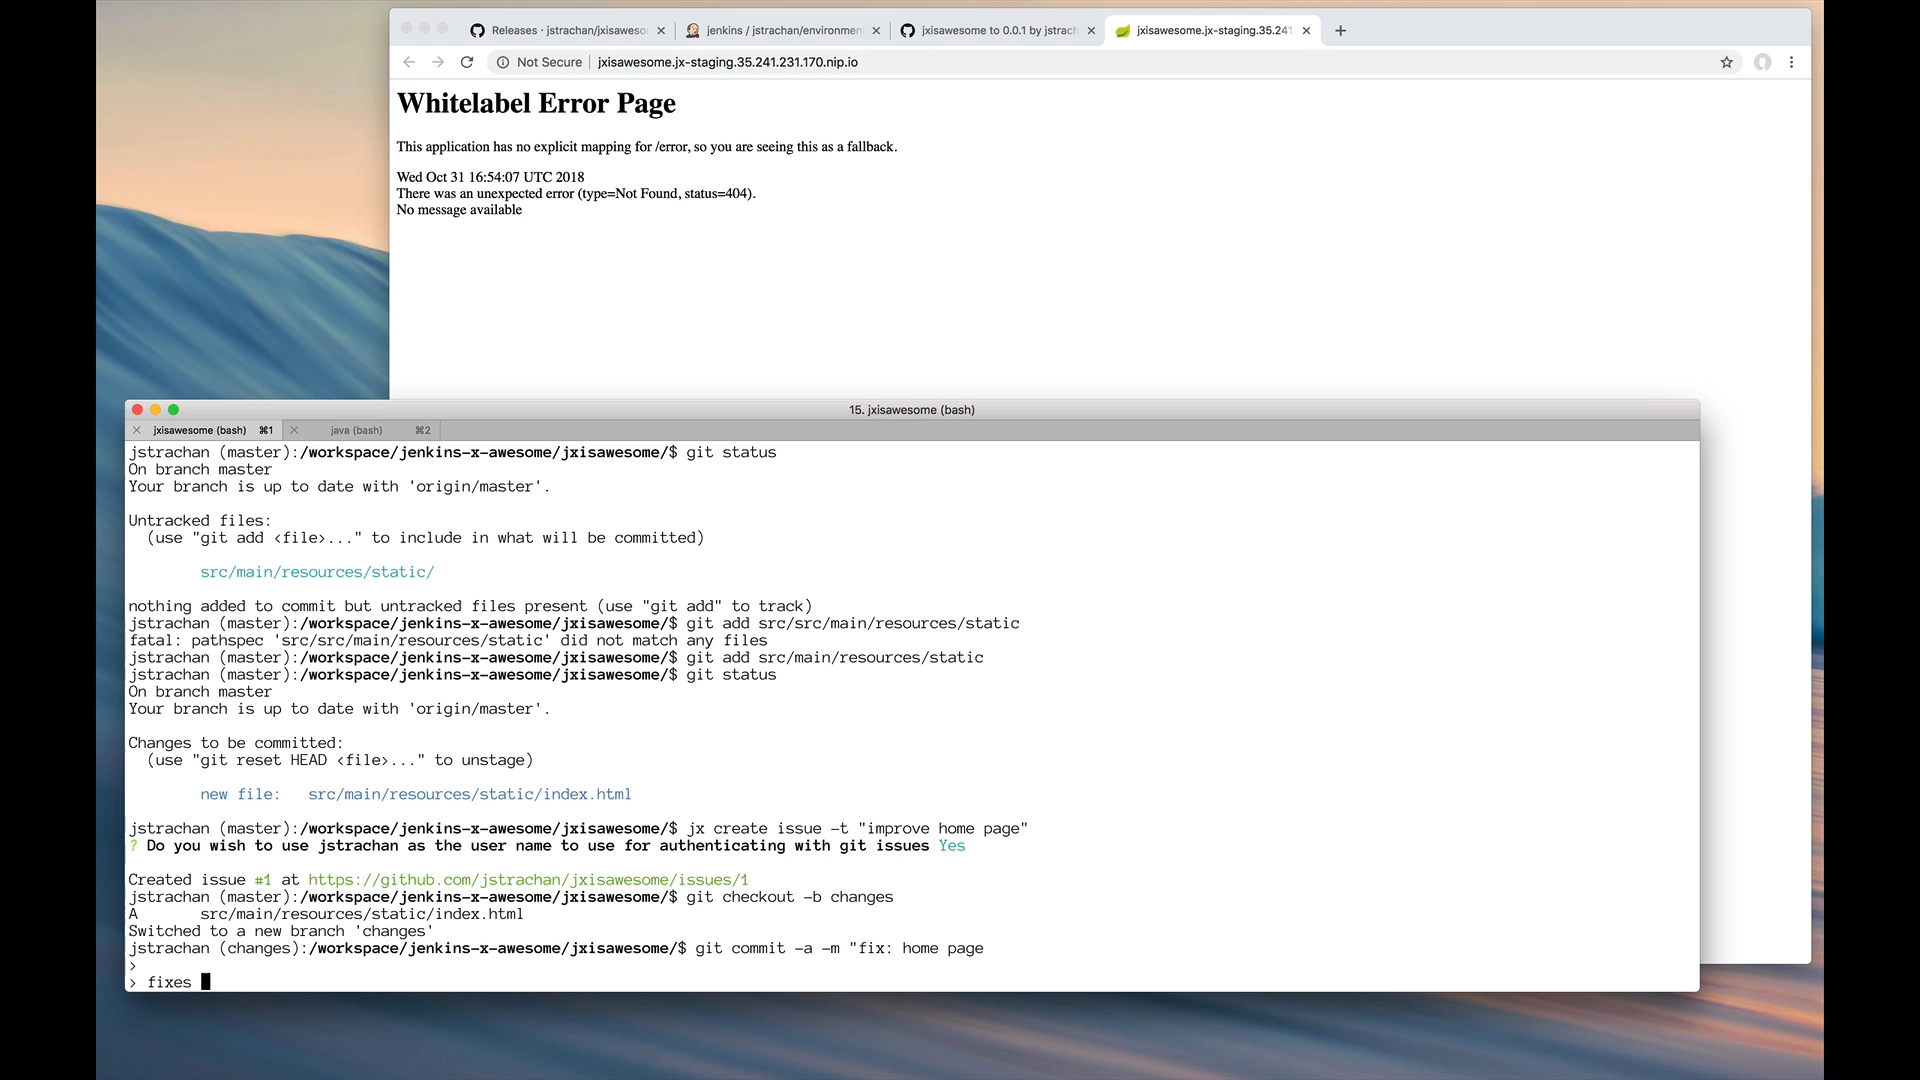 Releases · jstrachan/jxisaweso
jenkins / jstrachan/environmen
jxisawesome to 0.0.1 by jstrach
jxisawesome.jx-staging.35.241
Not Secure | jxisawesome.jx-staging.35.241.231.170.nip.io
Whitelabel Error Page
This application has no explicit mapping for /error, so you are seeing this as a fallback.
Wed Oct 31 16:54:07 UTC 2018
There was an unexpected error (type=Not Found, status=404).
No message available
15. jxisawesome (bash)
jxisawesome (bash) ⌘1
java (bash) ⌘2
jstrachan (master):/workspace/jenkins-x-awesome/jxisawesome/$ git status
On branch master
Your branch is up to date with 'origin/master'.
Untracked files:
(use "git add <file>..." to include in what will be committed)
src/main/resources/static/
nothing added to commit but untracked files present (use "git add" to track)
jstrachan (master):/workspace/jenkins-x-awesome/jxisawesome/$ git add src/src/main/resources/static
fatal: pathspec 'src/src/main/resources/static' did not match any files
jstrachan (master):/workspace/jenkins-x-awesome/jxisawesome/$ git add src/main/resources/static
jstrachan (master):/workspace/jenkins-x-awesome/jxisawesome/$ git status
On branch master
Your branch is up to date with 'origin/master'.
Changes to be committed:
(use "git reset HEAD <file>..." to unstage)
new file:   src/main/resources/static/index.html
jstrachan (master):/workspace/jenkins-x-awesome/jxisawesome/$ jx create issue -t "improve home page"
? Do you wish to use jstrachan as the user name to use for authenticating with git issues Yes
Created issue #1 at https://github.com/jstrachan/jxisawesome/issues/1
jstrachan (master):/workspace/jenkins-x-awesome/jxisawesome/$ git checkout -b changes
A       src/main/resources/static/index.html
Switched to a new branch 'changes'
jstrachan (changes):/workspace/jenkins-x-awesome/jxisawesome/$ git commit -a -m "fix: home page
>
> fixes